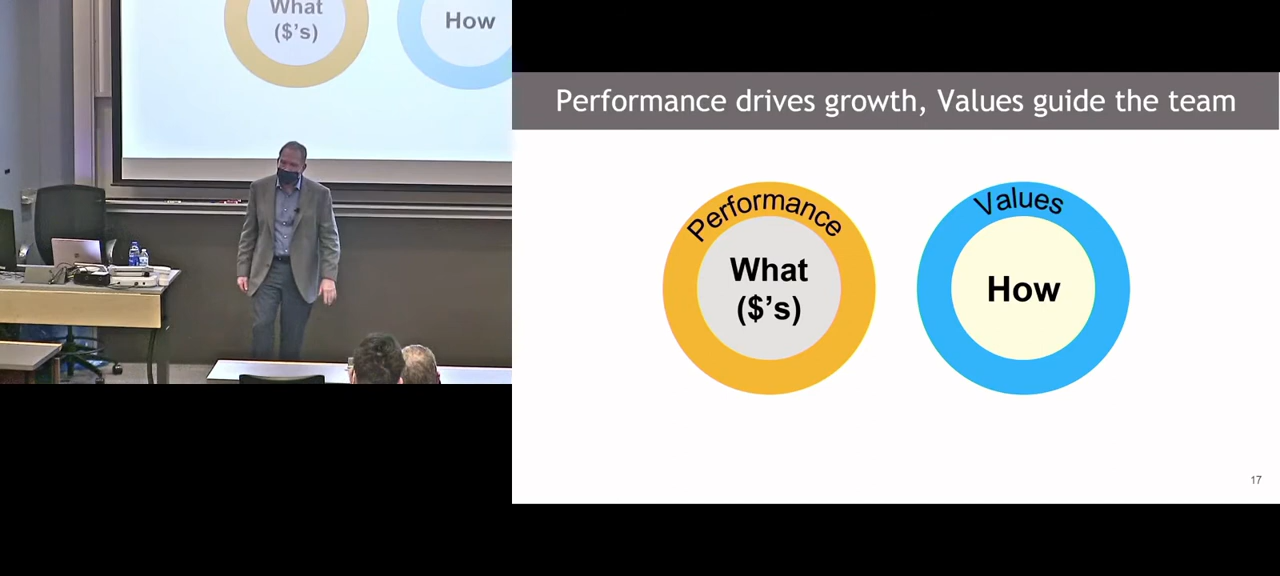 What
($'s)
How
Performance drives growth, Values guide the team
Performance
What
($'s)
Values
How
17